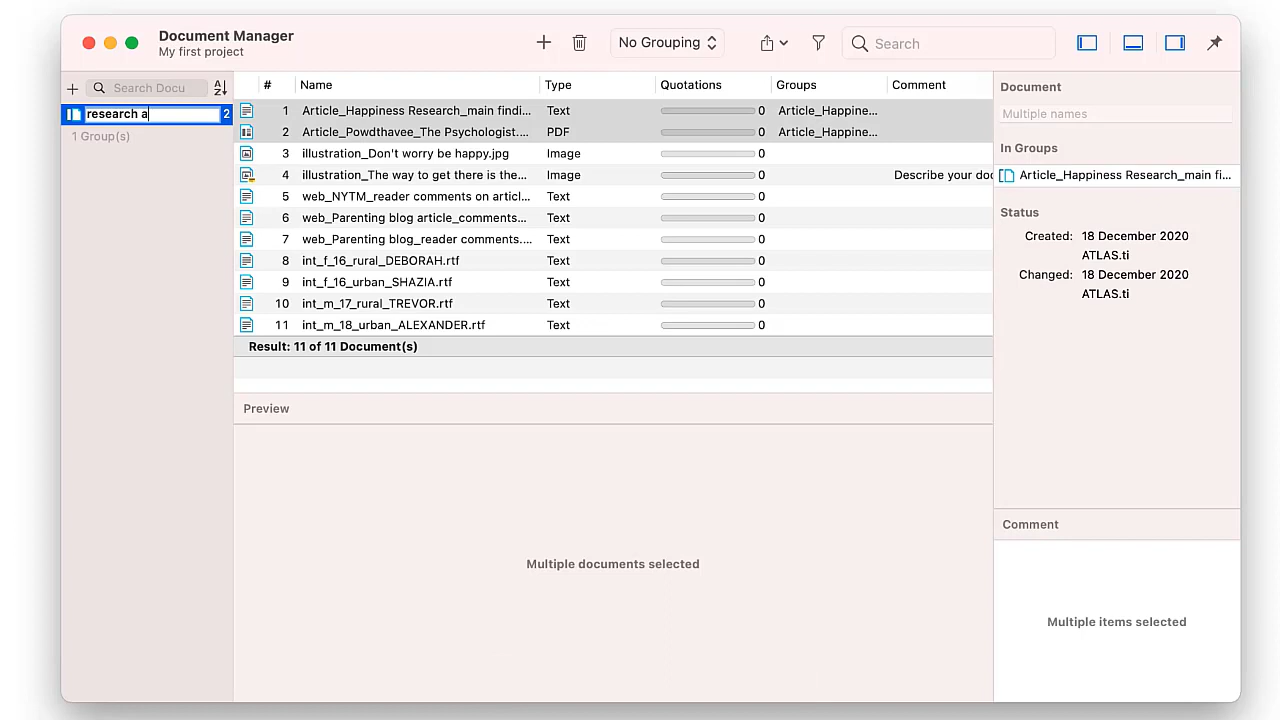 Document Manager
My first project
No Grouping
Search
Search Docu
research a 2
1 Group(s)
# Name Type Quotations Groups Comment
1 Article_Happiness Research_main findi... Text 0 Article_Happine...
2 Article_Powdthavee_The Psychologist.... PDF 0 Article_Happine...
3 illustration_Don't worry be happy.jpg Image 0
4 illustration_The way to get there is the... Image 0 Describe your doc
5 web_NYTM_reader comments on articl... Text 0
6 web_Parenting blog article_comments... Text 0
7 web_Parenting blog_reader comments.... Text 0
8 int_f_16_rural_DEBORAH.rtf Text 0
9 int_f_16_urban_SHAZIA.rtf Text 0
10 int_m_17_rural_TREVOR.rtf Text 0
11 int_m_18_urban_ALEXANDER.rtf Text 0
Result: 11 of 11 Document(s)
Preview
Multiple documents selected
Document
Multiple names
In Groups
Article_Happiness Research_main fi...
Status
Created: 18 December 2020
ATLAS.ti
Changed: 18 December 2020
ATLAS.ti
Comment
Multiple items selected